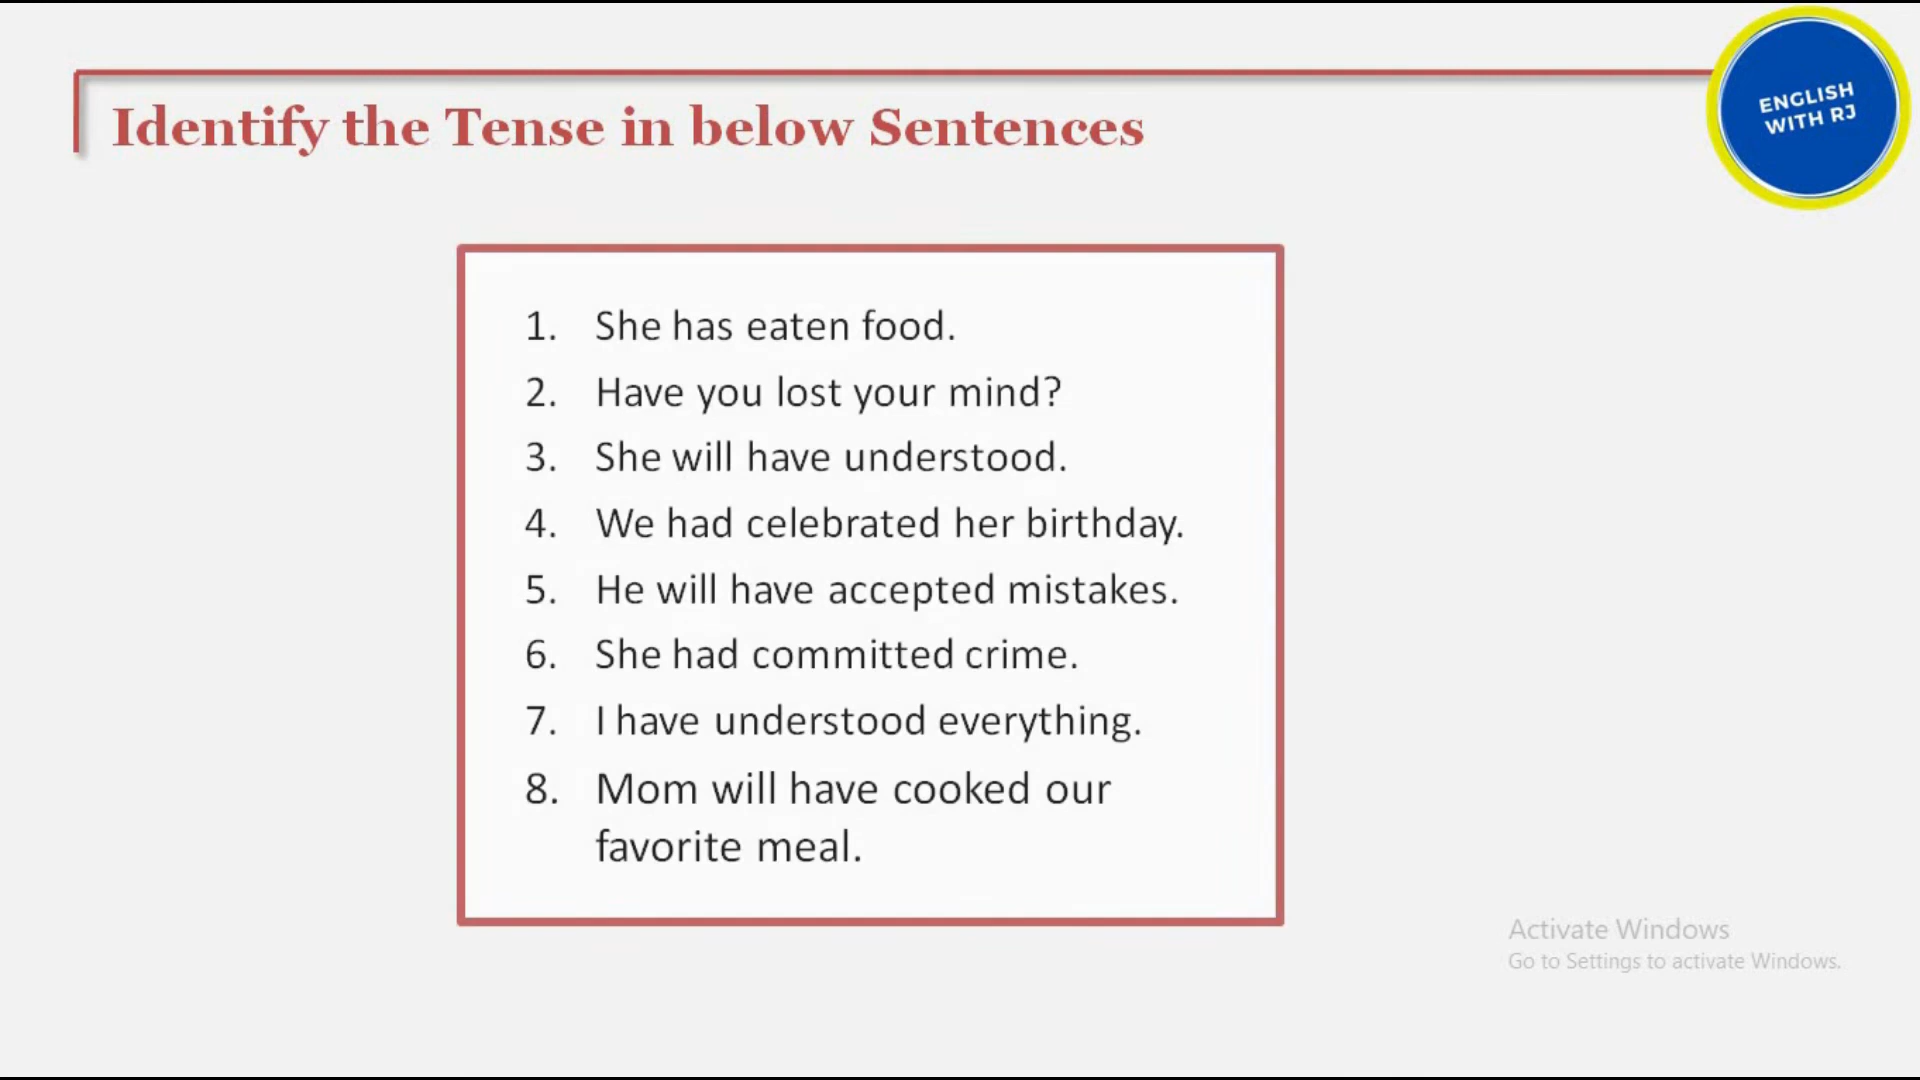 ENGLISH
WITH RJ
Identify the Tense in below Sentences
1. She has eaten food.
2. Have you lost your mind?
3. She will have understood.
4. We had celebrated her birthday.
5. He will have accepted mistakes.
6. She had committed crime.
7. I have understood everything.
8. Mom will have cooked our
favorite meal.
Activate Windows
Go to Settings to activate Windows.